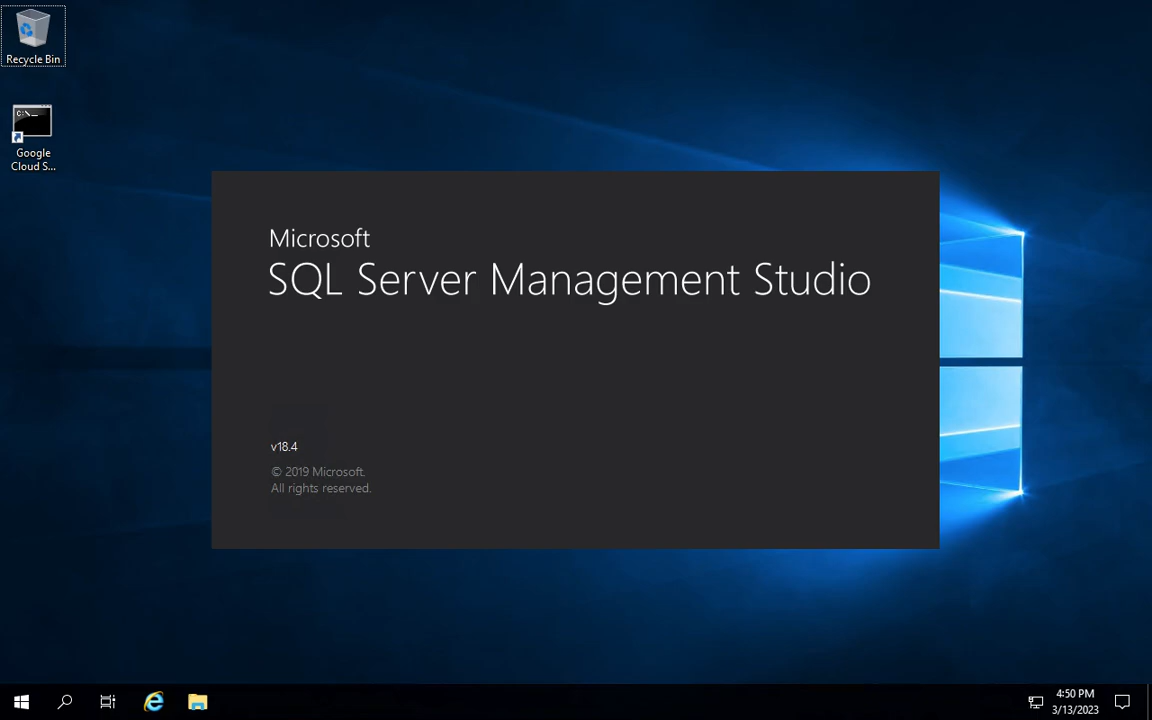 Recycle Bin
C:\._
Google
Cloud S...
Microsoft
SQL Server Management Studio
v18.4
© 2019 Microsoft.
All rights reserved.
4:50 PM
3/13/2023